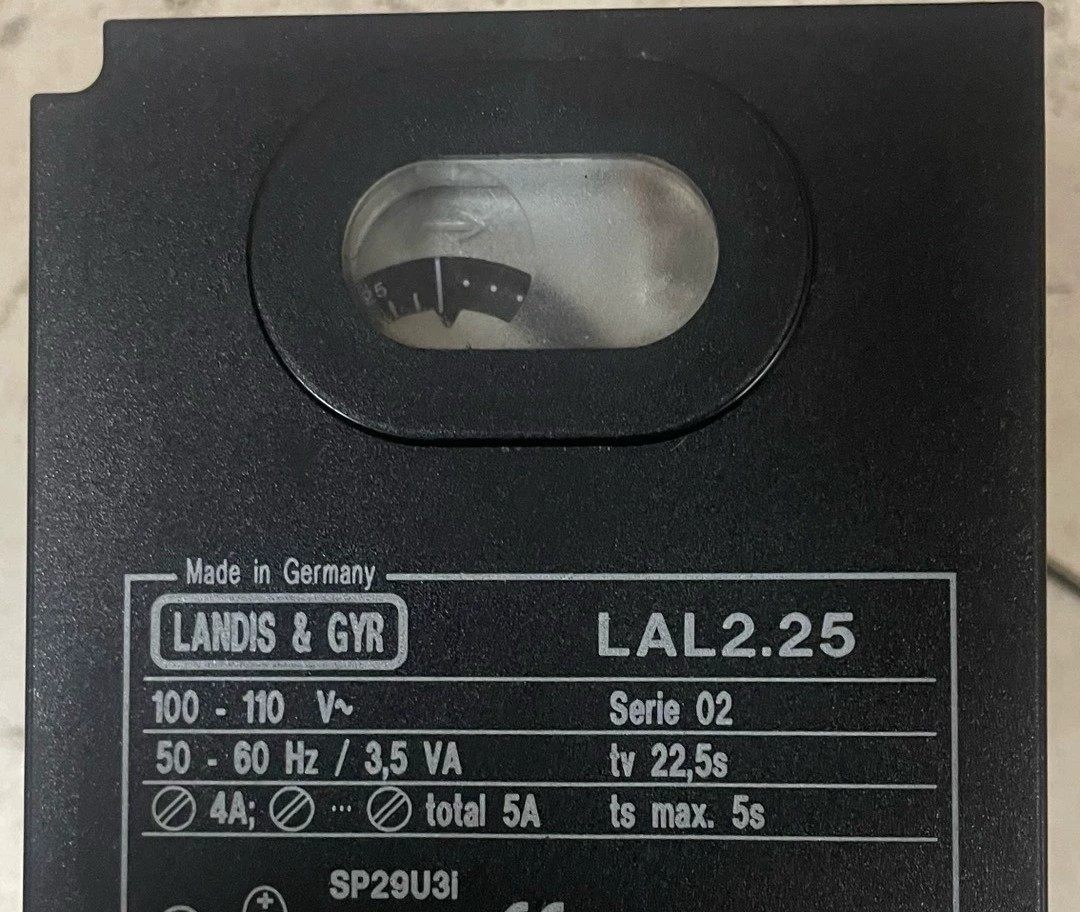 25
Made in Germany
LANDIS & GYR LAL2.25
100 - 110 V~ Serie 02
50 - 60 Hz / 3,5 VA tv 22,5s
4A; ... total 5A ts max. 5s
SP29U3i